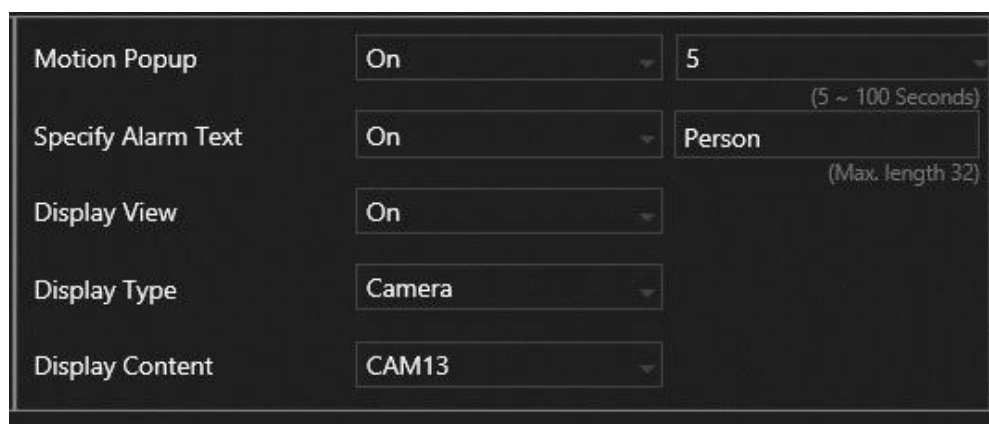 Motion Popup On 5
(5 ~ 100 Seconds)
Specify Alarm Text On Person
(Max. length 32)
Display View On
Display Type Camera
Display Content CAM13